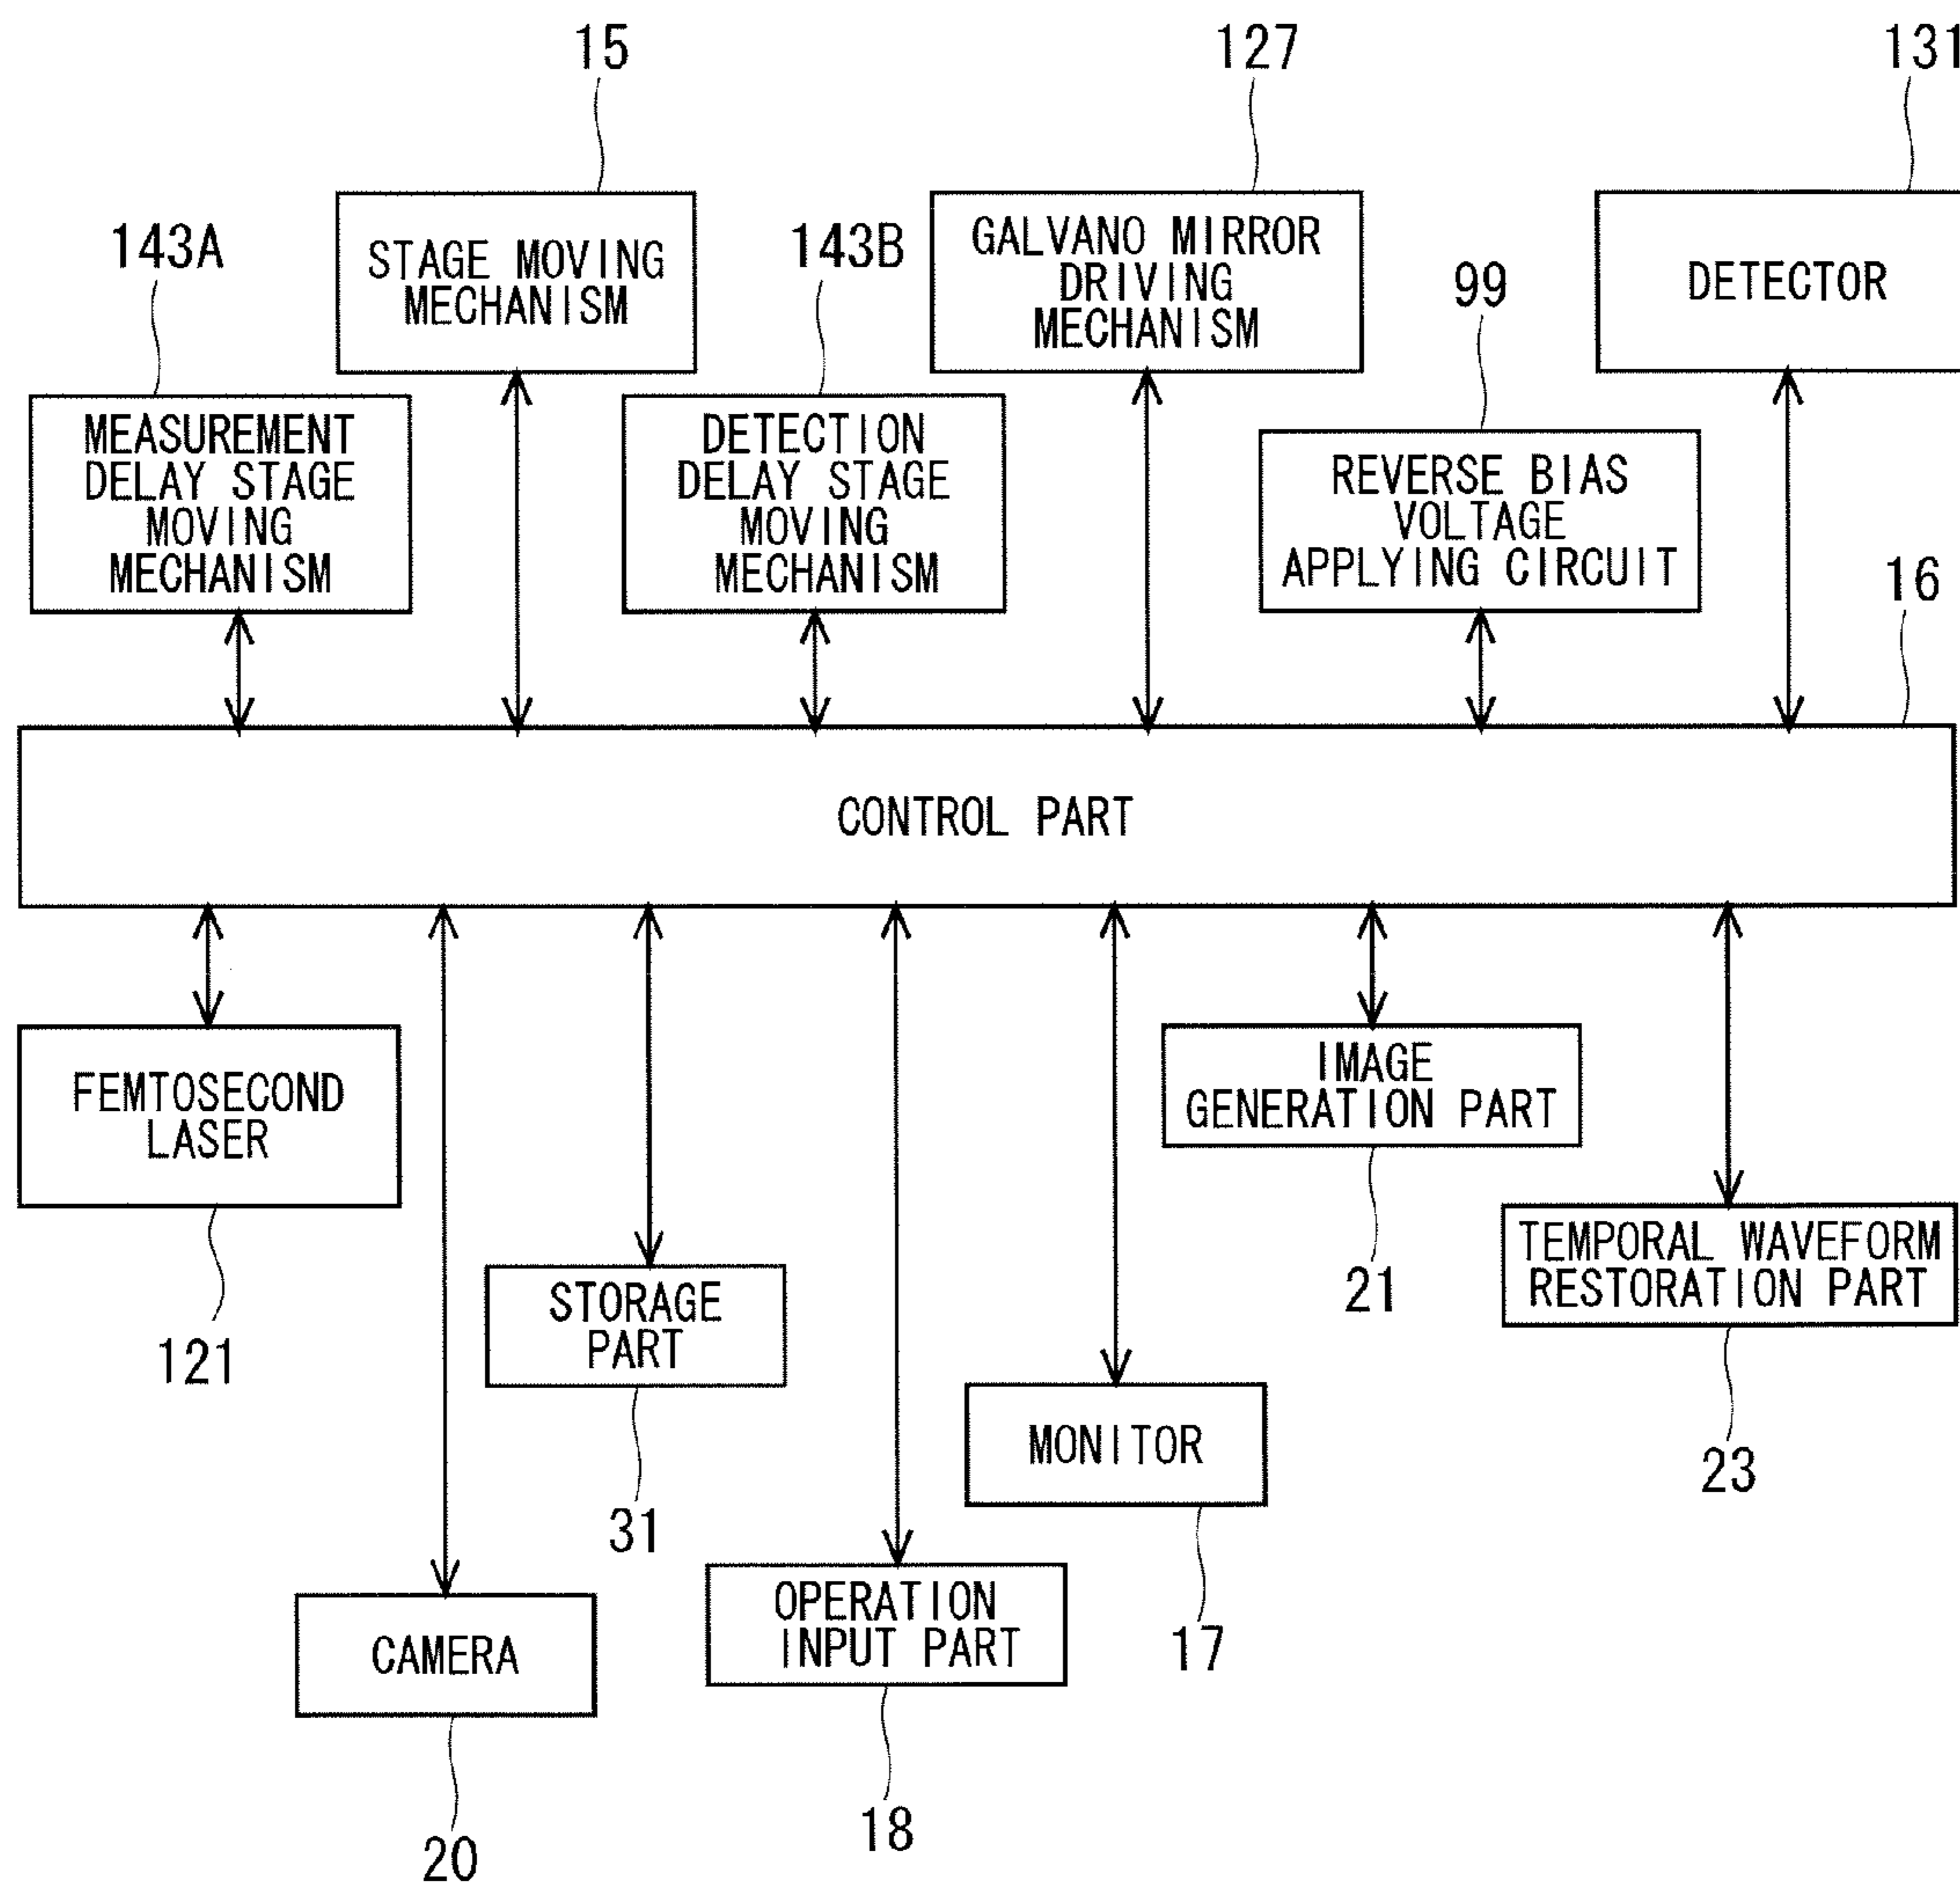 15
127
131
143A
STAGE MOVING
MECHANISM
143B
GALVANO MIRROR
DRIVING
MECHANISM
99
DETECTOR
MEASUREMENT
DELAY STAGE
MOVING
MECHANISM
DETECTION
DELAY STAGE
MOVING
MECHANISM
REVERSE BIAS
VOLTAGE
APPLYING CIRCUIT
16
CONTROL PART
FEMTOSECOND
LASER
121
IMAGE
GENERATION PART
21
TEMPORAL WAVEFORM
RESTORATION PART
23
STORAGE
PART
31
MONITOR
17
CAMERA
20
OPERATION
INPUT PART
18